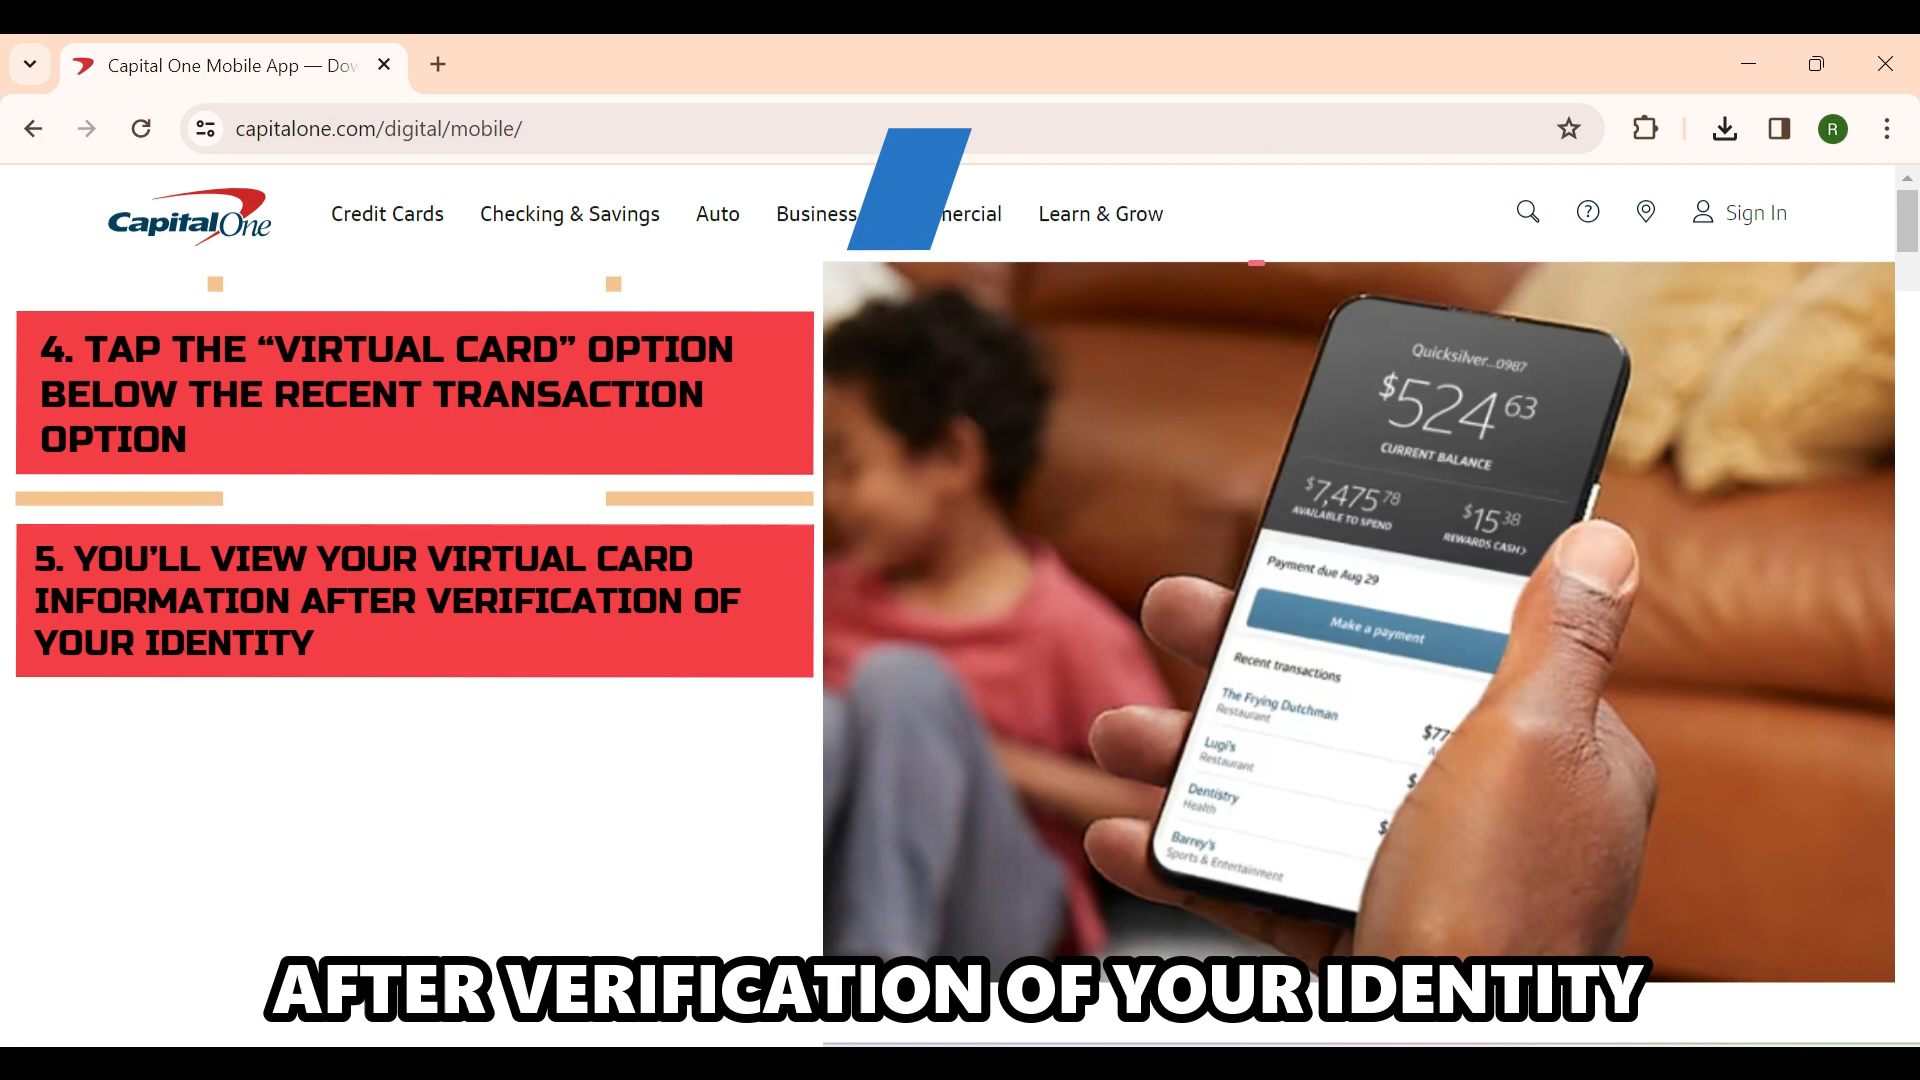 Capital One Mobile App — Dow
capitalone.com/digital/mobile/
R
CapitalOne
Credit Cards
Checking & Savings
Auto
Business
Learn & Grow
Sign In
4. TAP THE “VIRTUAL CARD” OPTION
BELOW THE RECENT TRANSACTION
OPTION
5. YOU’LL VIEW YOUR VIRTUAL CARD
INFORMATION AFTER VERIFICATION OF
YOUR IDENTITY
Quicksilver...0987
$524 63
CURRENT BALANCE
$7,475 78
AVAILABLE TO SPEND
$15 38
REWARDS CASH>
Payment due Aug 29
Make a payment
Recent transactions
The Frying Dutchman
Restaurant
$77
Lugi's
Restaurant
$
Dentistry
Health
$
Barrey's
Sports & Entertainment
AFTER VERIFICATION OF YOUR IDENTITY